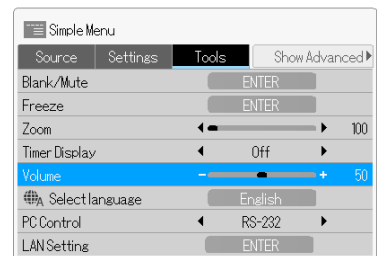 Simple Menu
Source Settings Tools Show Advanced
Blank/Mute ENTER
Freeze ENTER
Zoom 100
Timer Display Off
Volume - + 50
Select language English
PC Control RS-232
LAN Setting ENTER